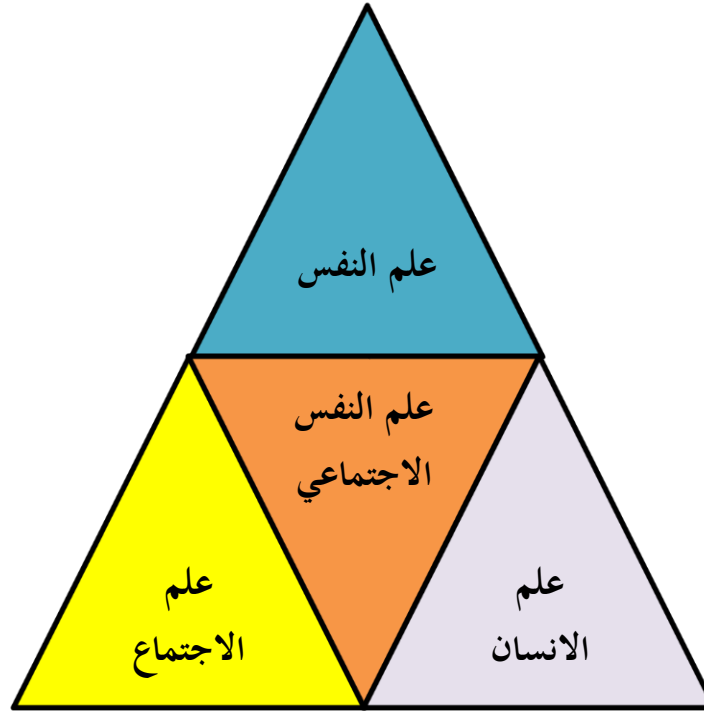 علم النفس
علم النفس
الاجتماعي
علم
الانسان
علم
الاجتماع